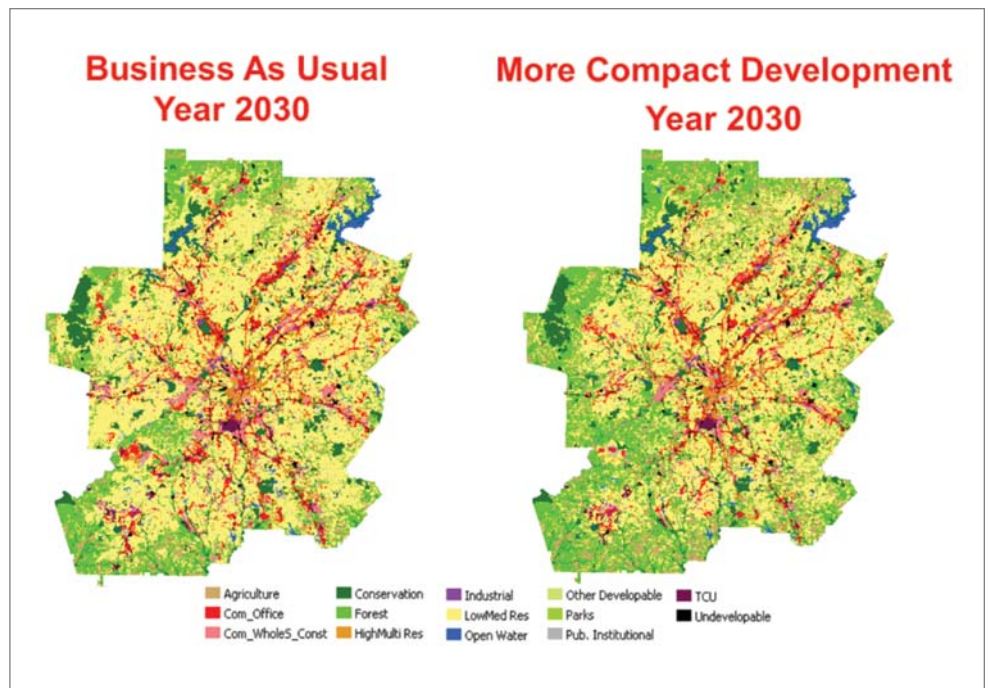 Business As Usual
Year 2030
More Compact Development
Year 2030
Agriculture
Com_Office
Com_WholeS_Const
Conservation
Forest
HighMulti Res
Industrial
LowMed Res
Open Water
Other Developable
Parks
Pub. Institutional
TCU
Undevelopable